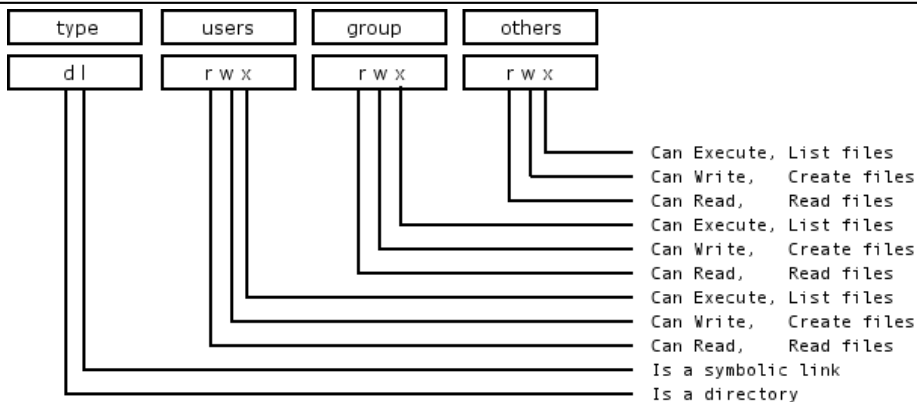 type users group others
d l r w x r w x r w x
Can Execute, List files
Can Write, Create files
Can Read, Read files
Can Execute, List files
Can Write, Create files
Can Read, Read files
Can Execute, List files
Can Write, Create files
Can Read, Read files
Is a symbolic link
Is a directory